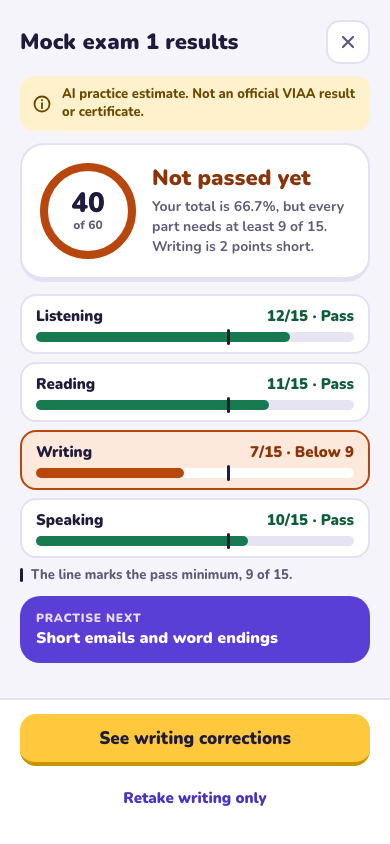 Mock exam 1 results
AI practice estimate. Not an official VIAA result
or certificate.
40
of 60
Not passed yet
Your total is 66.7%, but every
part needs at least 9 of 15.
Writing is 2 points short.
Listening 12/15 · Pass
Reading 11/15 · Pass
Writing 7/15 · Below 9
Speaking 10/15 · Pass
The line marks the pass minimum, 9 of 15.
PRACTISE NEXT
Short emails and word endings
See writing corrections
Retake writing only